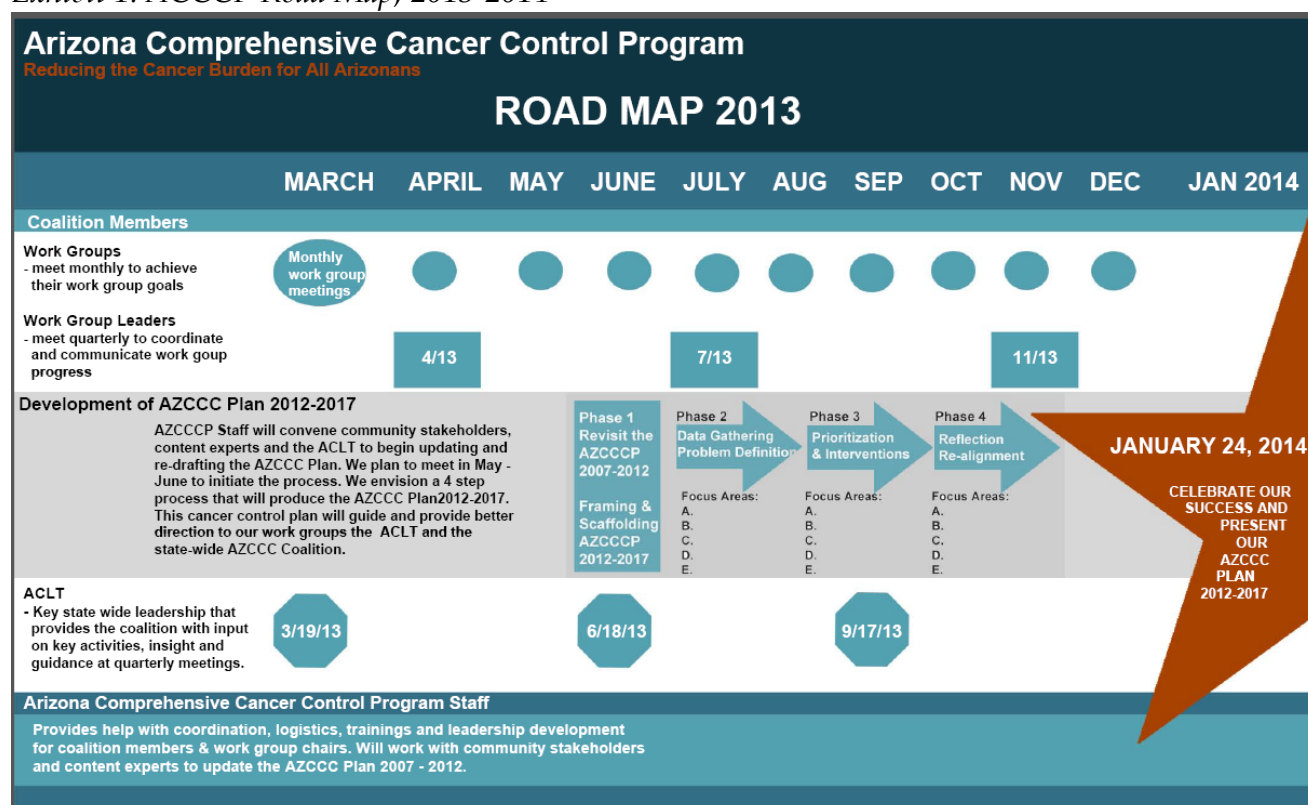 Arizona Comprehensive Cancer Control Program
Reducing the Cancer Burden for All Arizonans
ROAD MAP 2013
MARCH APRIL MAY JUNE JULY AUG SEP OCT NOV DEC JAN 2014
Coalition Members
Work Groups
- meet monthly to achieve
their work group goals
Monthly
work group
meetings
Work Group Leaders
- meet quarterly to coordinate
and communicate work goup
progress
4/13
7/13
11/13
Development of AZCCC Plan 2012-2017
AZCCCP Staff will convene community stakeholders,
content experts and the ACLT to begin updating and
re-drafting the AZCCC Plan. We plan to meet in May -
June to initiate the process. We envision a 4 step
process that will produce the AZCCC Plan2012-2017.
This cancer control plan will guide and provide better
direction to our work groups the ACLT and the
state-wide AZCCC Coalition.
Phase 1
Revisit the
AZCCCP
2007-2012
Framing &
Scaffolding
AZCCCP
2012-2017
Phase 2
Data Gathering
Problem Definition
Focus Areas:
A.
B.
C.
D.
E.
Phase 3
Prioritization
& Interventions
Focus Areas:
A.
B.
C.
D.
E.
Phase 4
Reflection
Re-alignment
Focus Areas:
A.
B.
C.
D.
E.
JANUARY 24, 2014
CELEBRATE OUR
SUCCESS AND
PRESENT
OUR
AZCCC
PLAN
2012-2017
ACLT
- Key state wide leadership that
provides the coalition with input
on key activities, insight and
guidance at quarterly meetings.
3/19/13
6/18/13
9/17/13
Arizona Comprehensive Cancer Control Program Staff
Provides help with coordination, logistics, trainings and leadership development
for coalition members & work group chairs. Will work with community stakeholders
and content experts to update the AZCCC Plan 2007 - 2012.